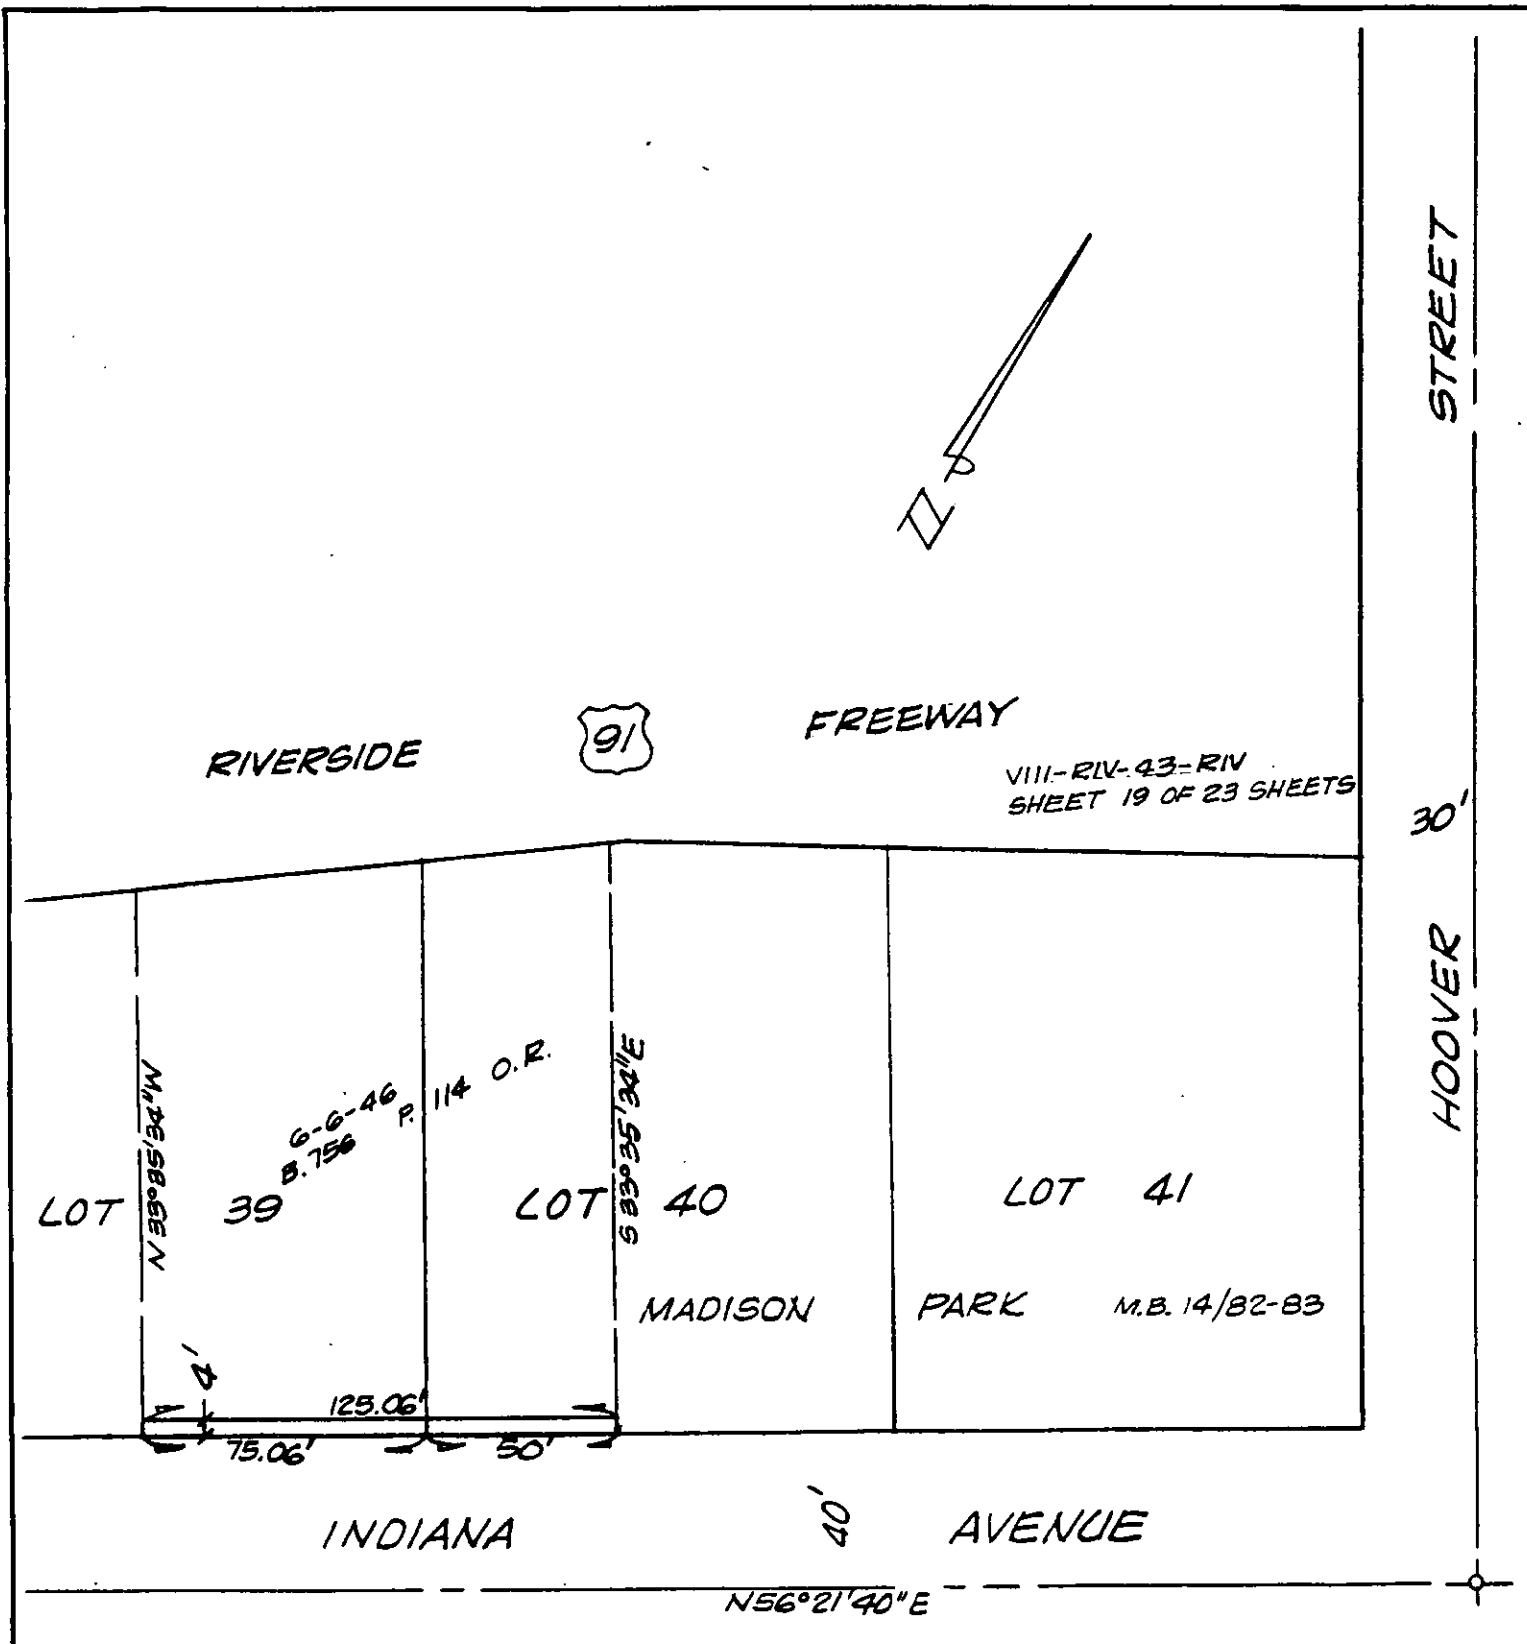 STREET
N
RIVERSIDE 91 FREEWAY
VIII-RIV-43-RIV
SHEET 19 OF 23 SHEETS
30'
HOOVER
6-6-46
B.756 P. 114 O.R.
N 33°85'34"W
S 33°35'34"E
LOT 39
LOT 40
LOT 41
MADISON PARK M.B. 14/82-83
4'
125.06'
75.06' 50'
INDIANA 40' AVENUE
N56°21'40"E